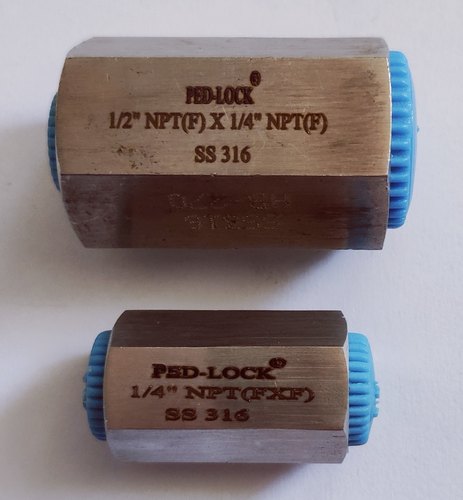 PED-LOCK®
1/2" NPT(F) X 1/4" NPT(F)
SS 316
PED-LOCK®
1/4" NPT(FXF)
SS 316